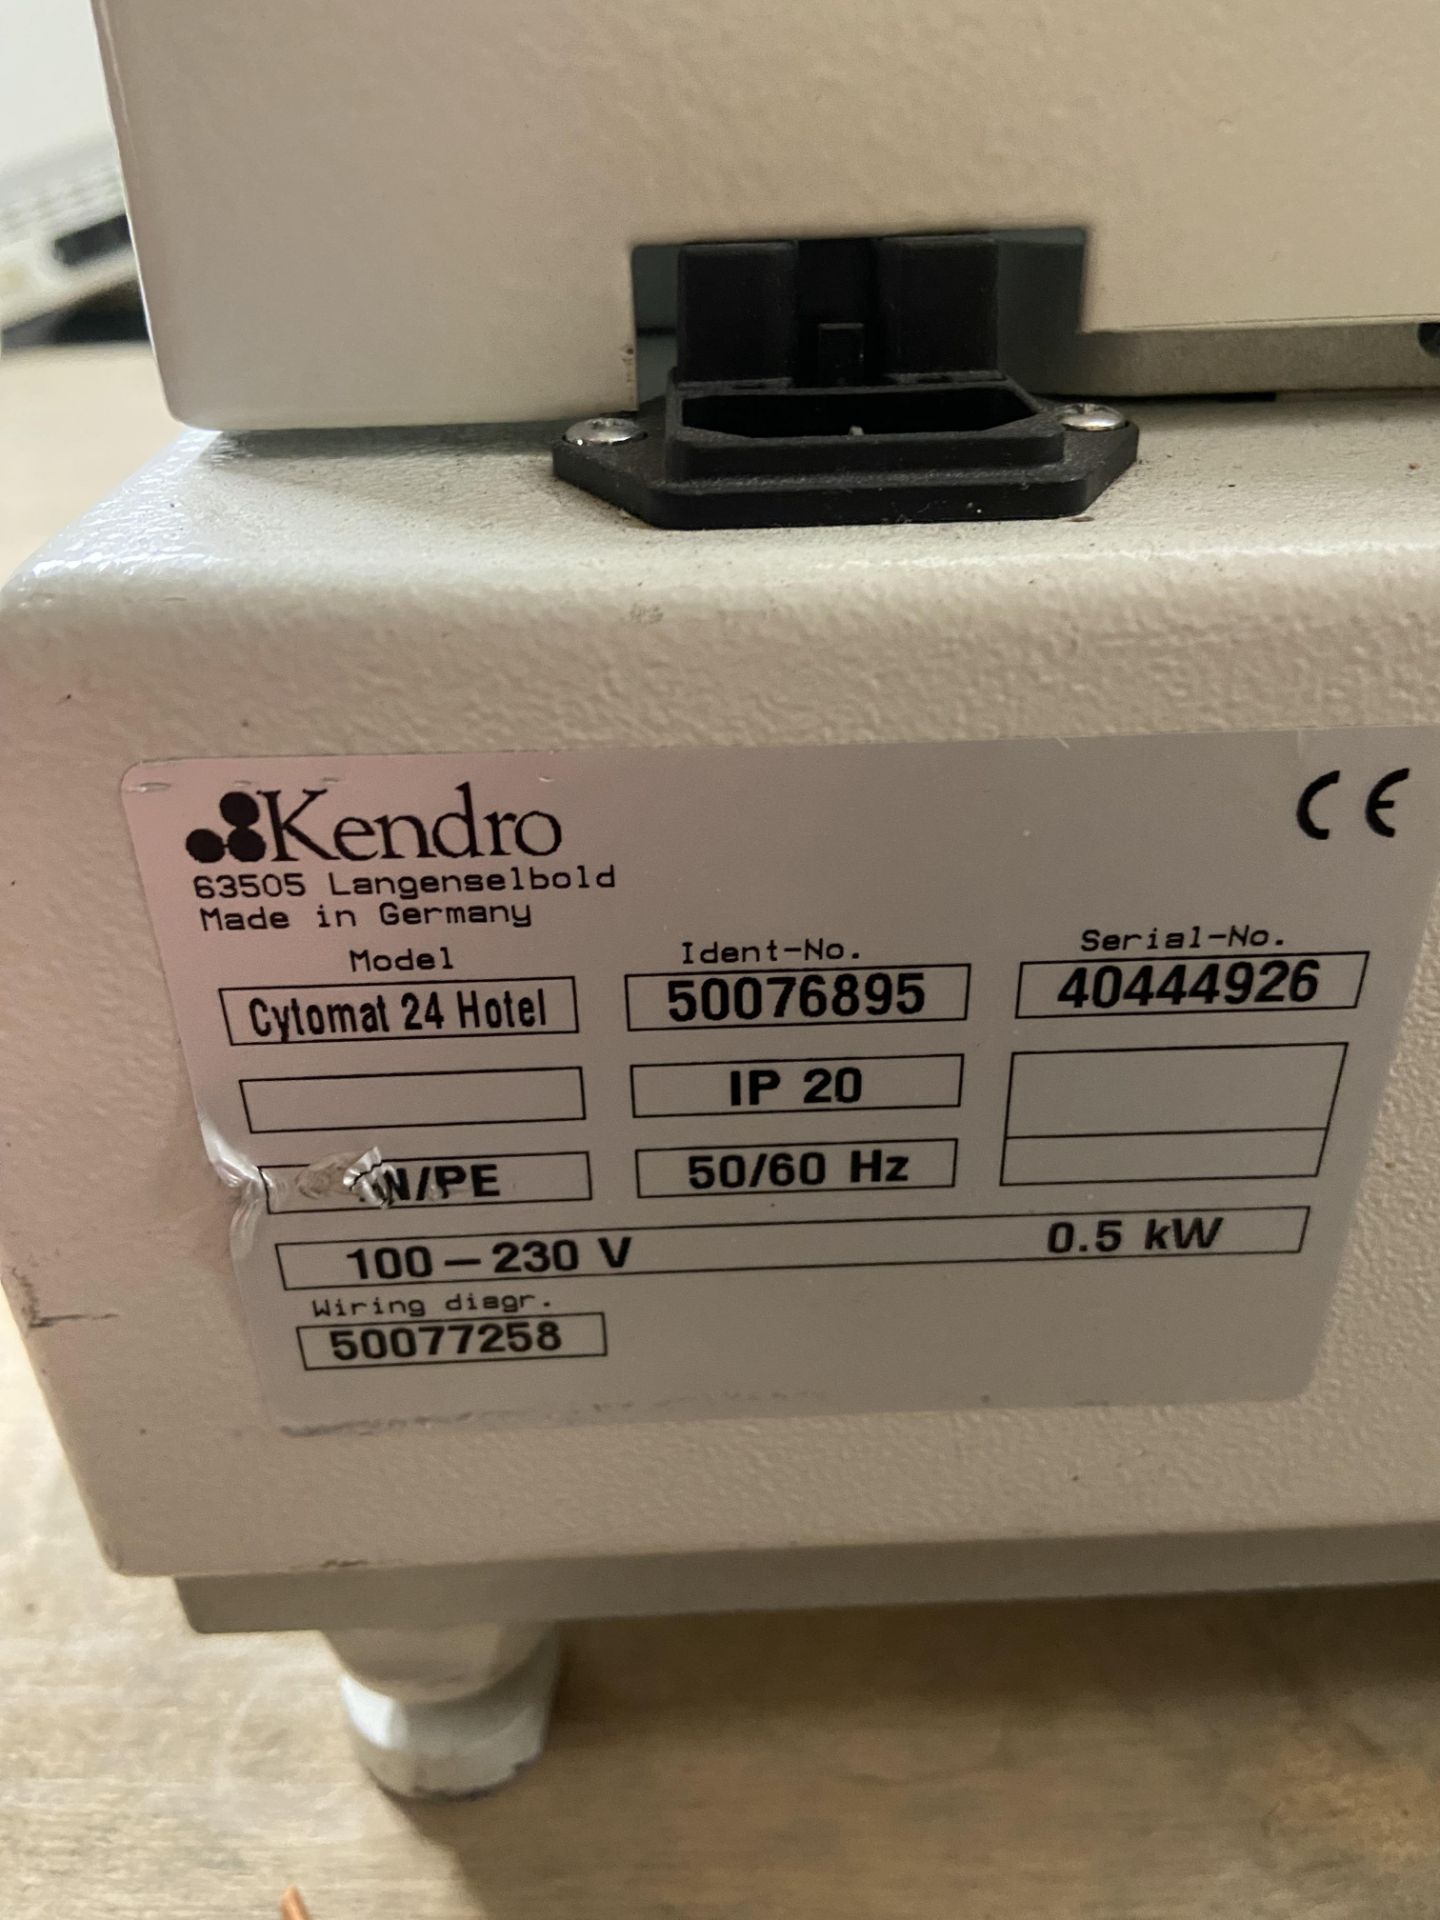 Kendro
CE
63505 Langenselbold
Made in Germany
Model Ident-No. Serial-No.
Cytomat 24 Hotel 50076895 40444926
IP 20
N/PE 50/60 Hz
100 – 230 V 0.5 kW
Wiring diagr.
50077258